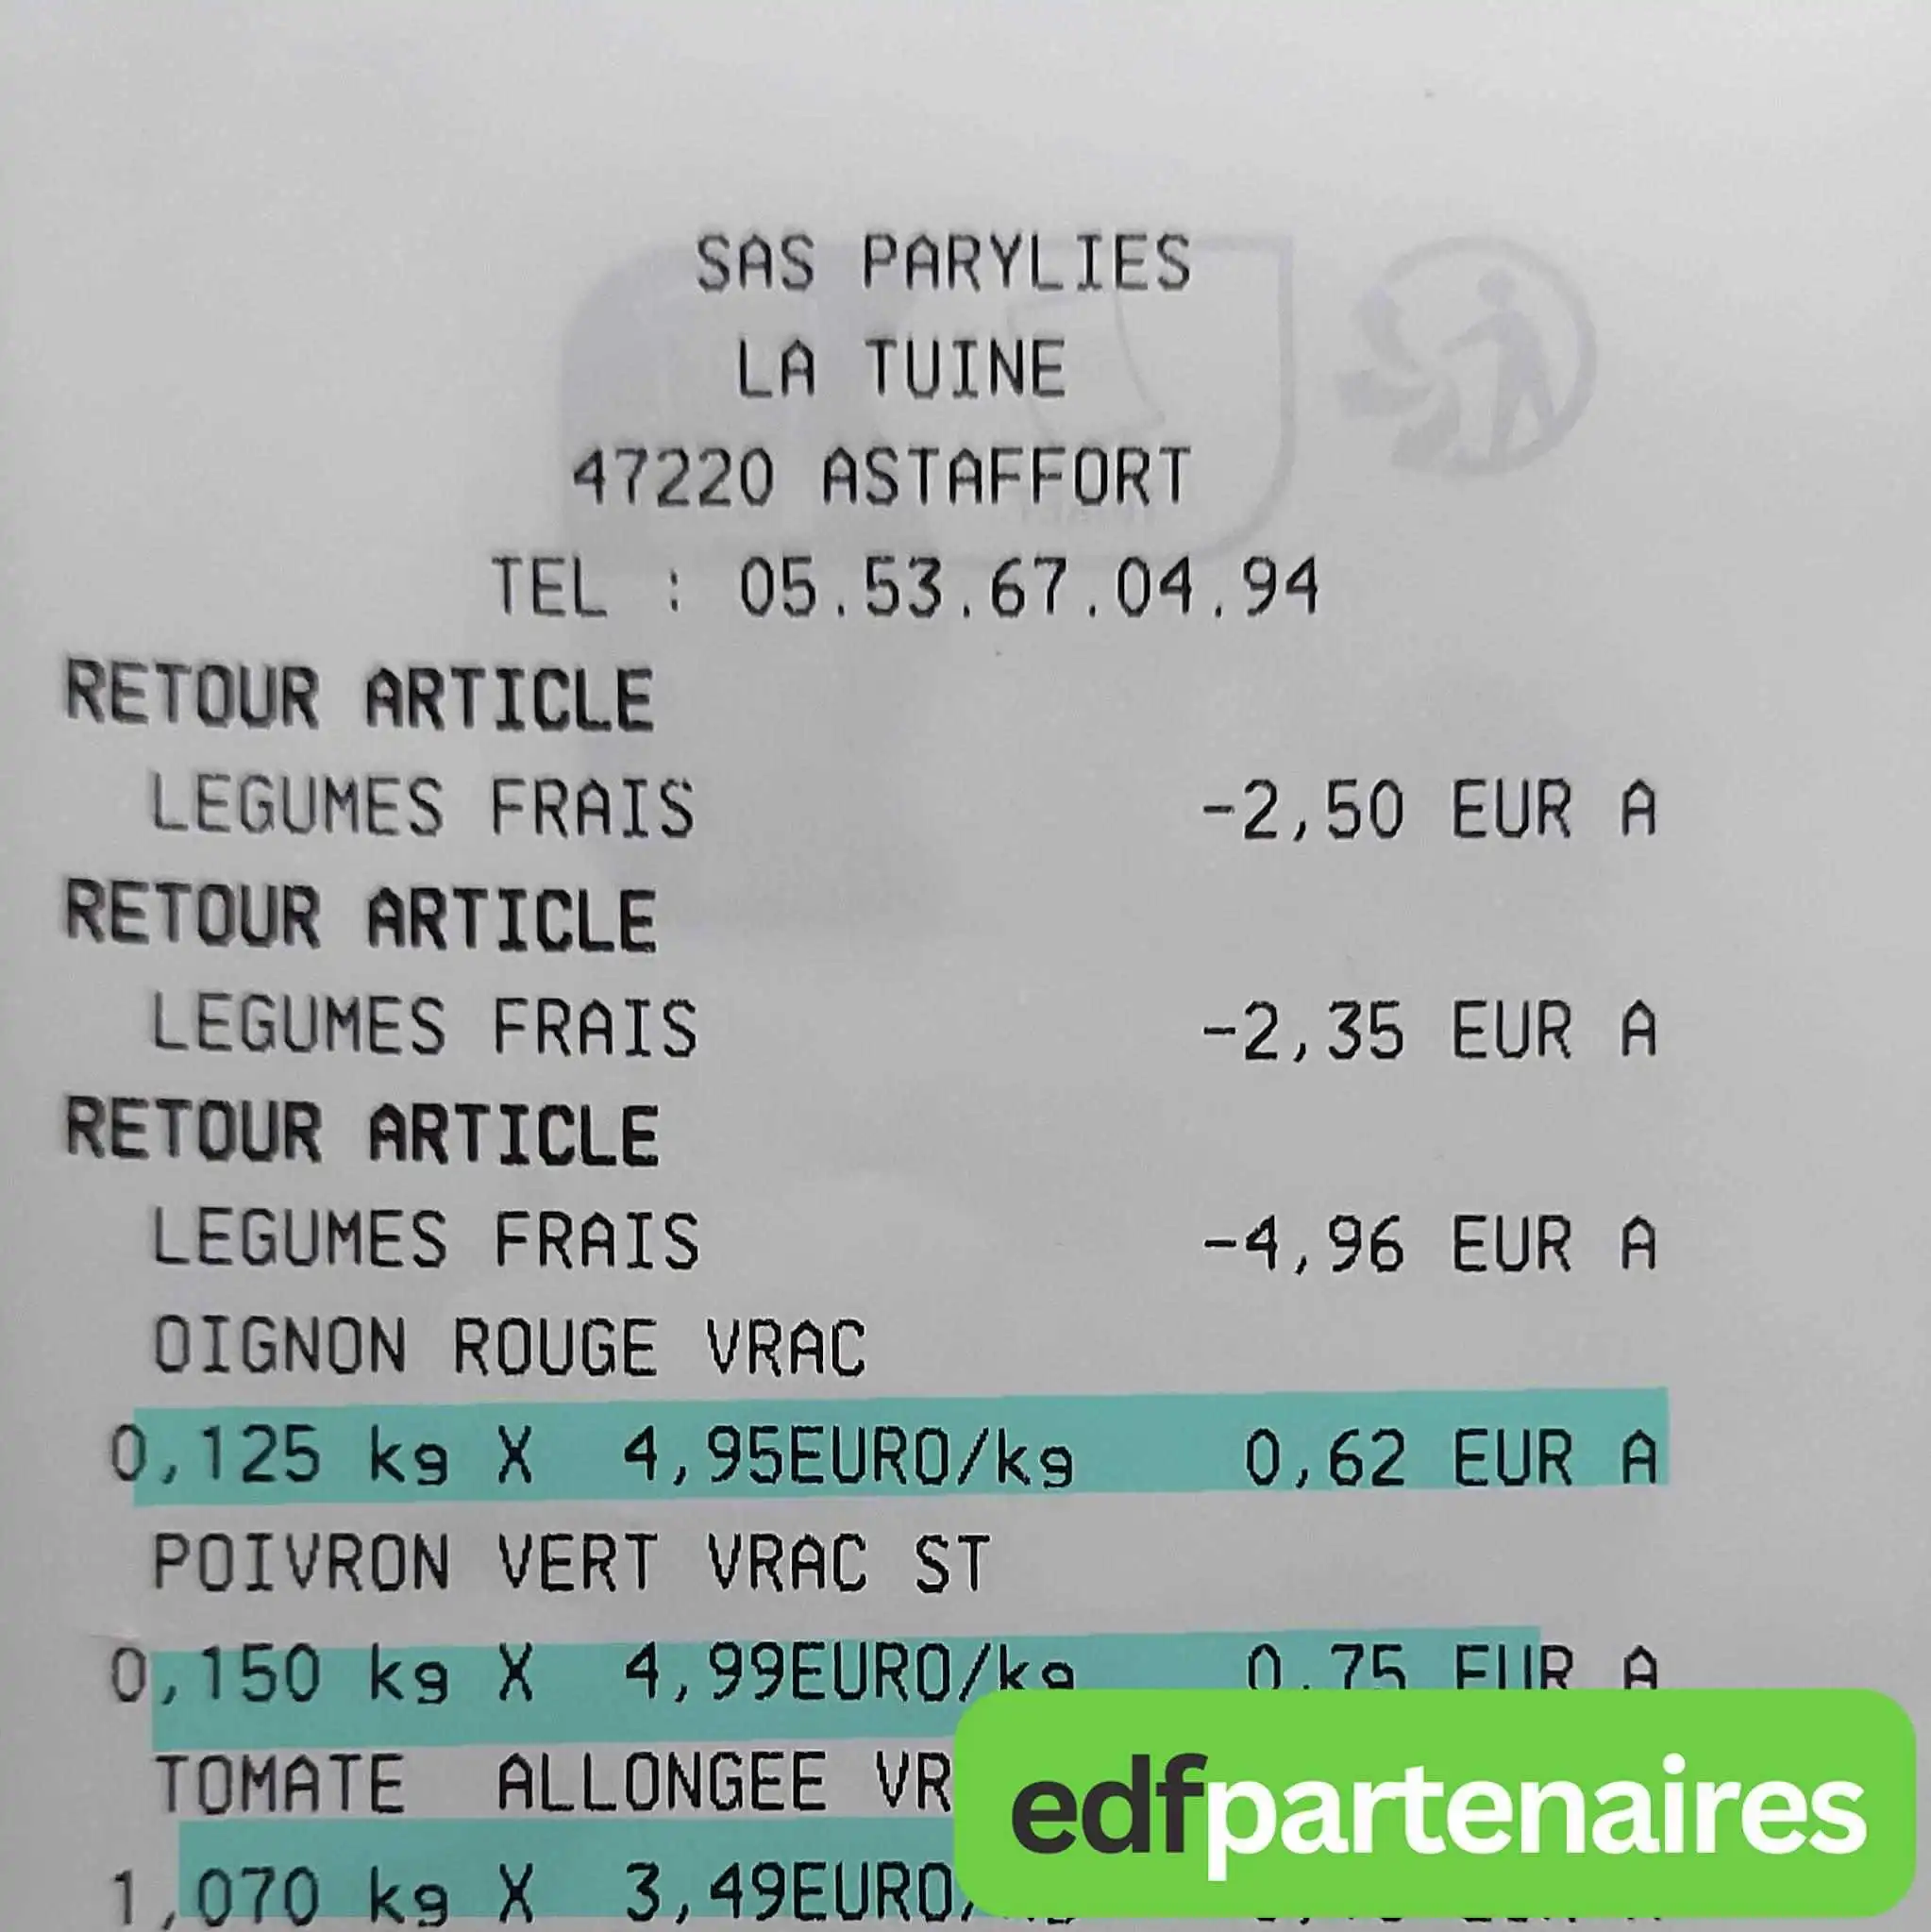 SAS PARYLIES
LA TUINE
47220 ASTAFFORT
TEL : 05.53.67.04.94
RETOUR ARTICLE
LEGUMES FRAIS -2,50 EUR A
RETOUR ARTICLE
LEGUMES FRAIS -2,35 EUR A
RETOUR ARTICLE
LEGUMES FRAIS -4,96 EUR A
OIGNON ROUGE VRAC
0,125 kg X 4,95EURO/kg 0,62 EUR A
POIVRON VERT VRAC ST
0,150 kg X 4,99EURO/kg 0,75 EUR A
TOMATE ALLONGEE VR
1,070 kg X 3,49EURO/
edfpartenaires